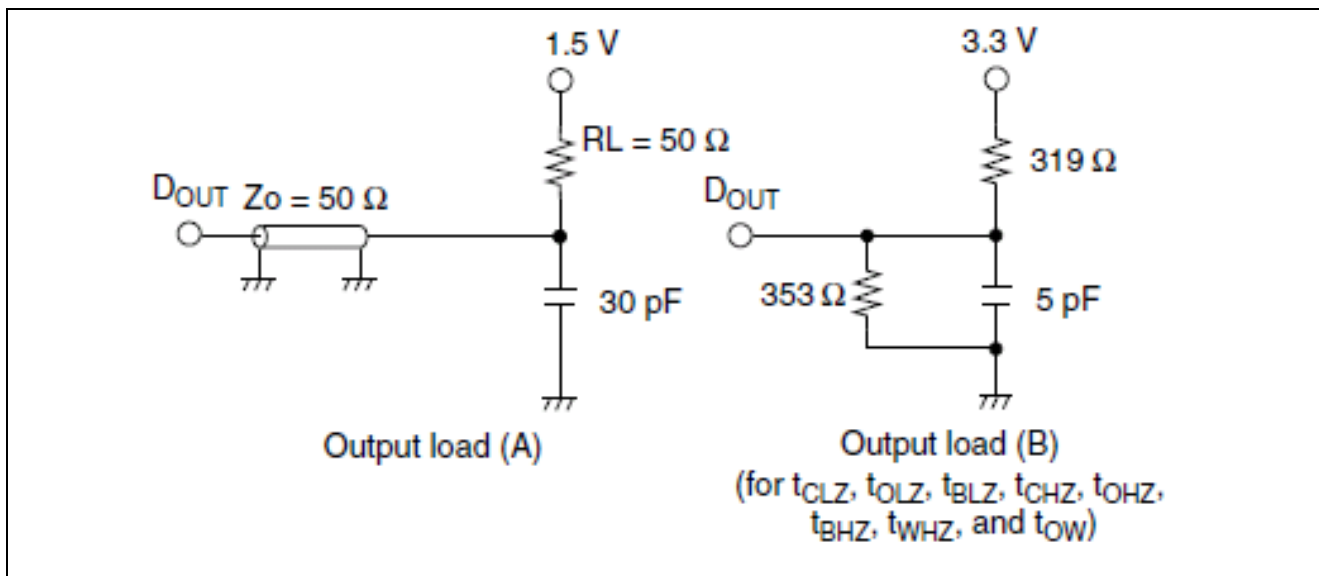 1.5 V
RL = 50 Ω
DOUT
Zo = 50 Ω
30 pF
Output load (A)
3.3 V
319 Ω
DOUT
353 Ω
5 pF
Output load (B)
(for tCLZ, tOLZ, tBLZ, tCHZ, tOHZ,
tBHZ, tWHZ, and tOW)